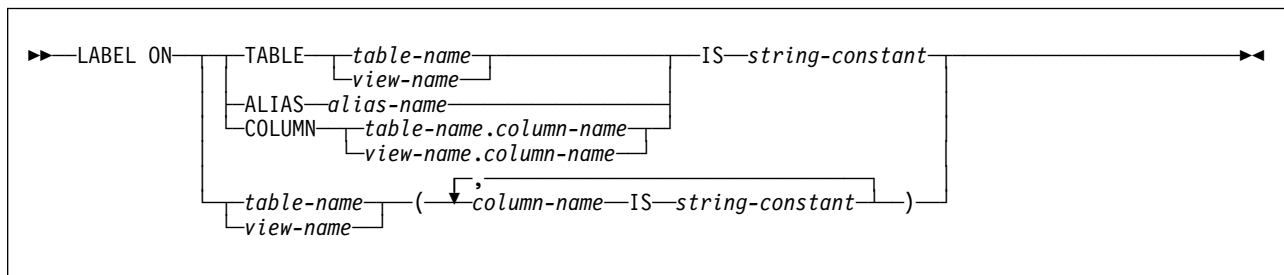 LABEL ON TABLE table-name IS string-constant
view-name
ALIAS alias-name
COLUMN table-name.column-name
view-name.column-name
,
table-name ( column-name IS string-constant )
view-name